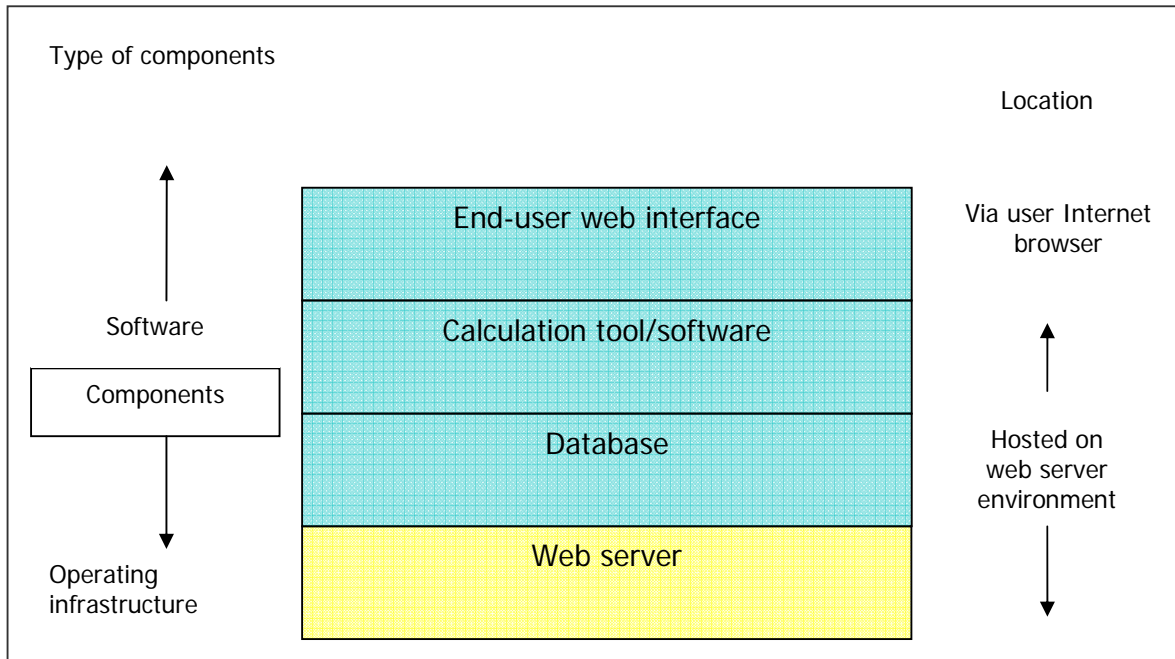 Type of components
Location
End-user web interface
Via user Internet
browser
Software
Calculation tool/software
Components
Database
Hosted on
web server
environment
Web server
Operating
infrastructure